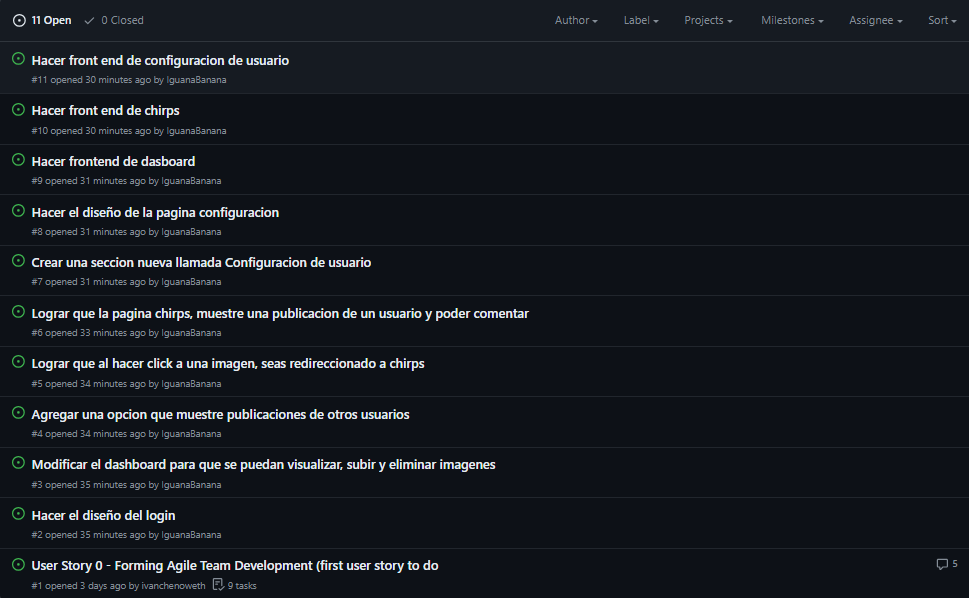 11 Open 0 Closed Author Label Projects Milestones Assignee Sort
Hacer front end de configuracion de usuario
#11 opened 30 minutes ago by IguanaBanana
Hacer front end de chirps
#10 opened 30 minutes ago by IguanaBanana
Hacer frontend de dasboard
#9 opened 31 minutes ago by IguanaBanana
Hacer el diseño de la pagina configuracion
#8 opened 31 minutes ago by IguanaBanana
Crear una seccion nueva llamada Configuracion de usuario
#7 opened 31 minutes ago by IguanaBanana
Lograr que la pagina chirps, muestre una publicacion de un usuario y poder comentar
#6 opened 33 minutes ago by IguanaBanana
Lograr que al hacer click a una imagen, seas redireccionado a chirps
#5 opened 34 minutes ago by IguanaBanana
Agregar una opcion que muestre publicaciones de otros usuarios
#4 opened 34 minutes ago by IguanaBanana
Modificar el dashboard para que se puedan visualizar, subir y eliminar imagenes
#3 opened 35 minutes ago by IguanaBanana
Hacer el diseño del login
#2 opened 35 minutes ago by IguanaBanana
User Story 0 - Forming Agile Team Development (first user story to do 5
#1 opened 3 days ago by ivanchenoweth 9 tasks